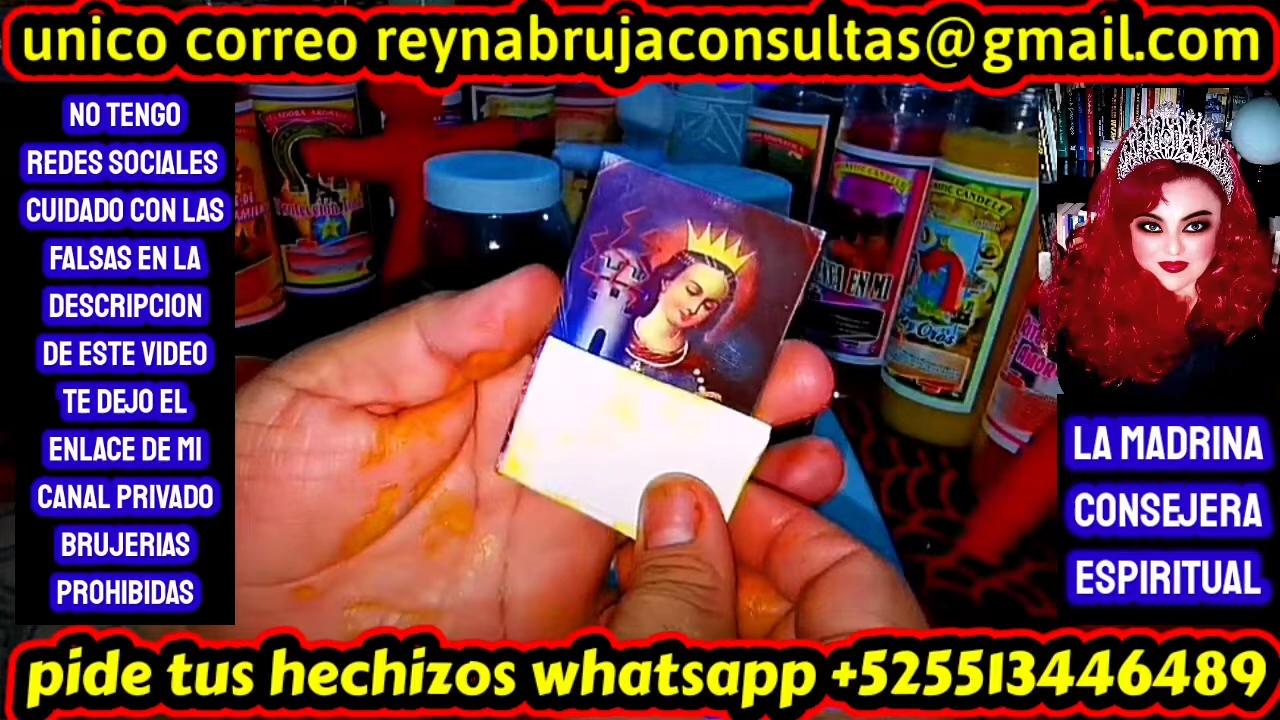 unico correo reynabrujaconsultas@gmail.com
NO TENGO
REDES SOCIALES
CUIDADO CON LAS
FALSAS EN LA
DESCRIPCION
DE ESTE VIDEO
TE DEJO EL
ENLACE DE MI
CANAL PRIVADO
BRUJERIAS
PROHIBIDAS
LA MADRINA
CONSEJERA
ESPIRITUAL
pide tus hechizos whatsapp +525513446489